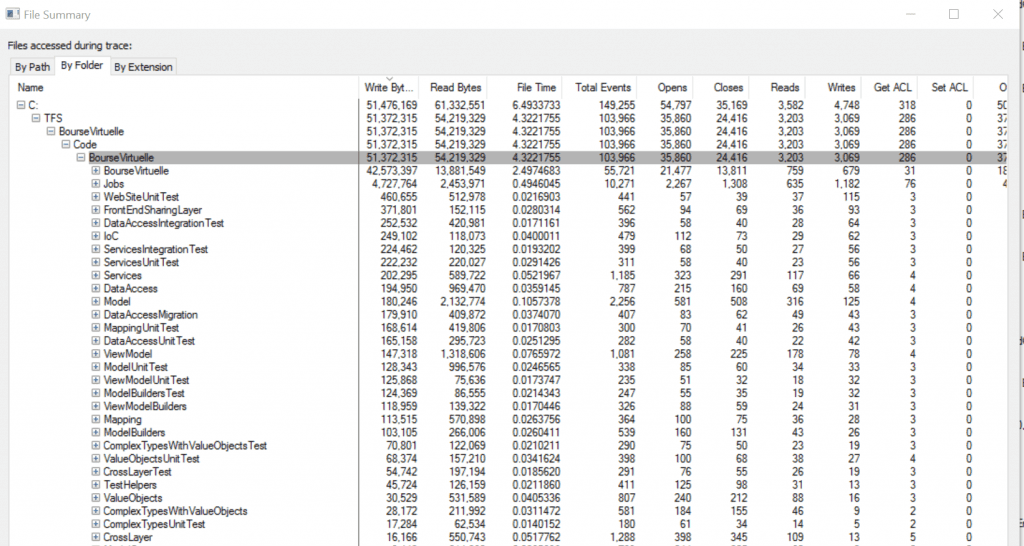 File Summary
Files accessed during trace:
By Path By Folder By Extension
Name Write Byt... Read Bytes File Time Total Events Opens Closes Reads Writes Get ACL Set ACL O
C: 51,476,169 61,332,551 6.4933733 149,255 54,797 35,169 3,582 4,748 318 0 50
TFS 51,372,315 54,219,329 4.3221755 103,966 35,860 24,416 3,203 3,069 286 0 37
BourseVirtuelle 51,372,315 54,219,329 4.3221755 103,966 35,860 24,416 3,203 3,069 286 0 37
Code 51,372,315 54,219,329 4.3221755 103,966 35,860 24,416 3,203 3,069 286 0 37
BourseVirtuelle 51,372,315 54,219,329 4.3221755 103,966 35,860 24,416 3,203 3,069 286 0 37
BourseVirtuelle 42,573,397 13,881,549 2.4974683 55,721 21,477 13,811 759 679 31 0 18
Jobs 4,727,764 2,453,971 0.4946045 10,271 2,267 1,308 635 1,182 76 0 4
WebSiteUnitTest 460,655 512,978 0.0216903 441 57 39 37 115 3 0
FrontEndSharingLayer 371,801 152,115 0.0280314 562 94 69 36 93 3 0
DataAccessIntegrationTest 252,532 420,981 0.0171161 396 58 40 28 64 3 0
IoC 249,102 118,073 0.0400011 479 112 73 29 62 3 0
ServicesIntegrationTest 224,462 120,325 0.0193202 399 68 50 27 56 3 0
ServicesUnitTest 222,232 220,027 0.0291426 311 58 40 23 56 3 0
Services 202,295 589,722 0.0521967 1,185 323 291 117 66 4 0
DataAccess 194,950 969,470 0.0359145 787 215 160 69 58 4 0
Model 180,246 2,132,774 0.1057378 2,256 581 508 316 125 4 0
DataAccessMigration 179,910 409,872 0.0374070 407 83 62 49 43 3 0
MappingUnitTest 168,614 419,806 0.0170803 300 70 41 26 43 3 0
DataAccessUnitTest 165,158 295,723 0.0251295 282 58 40 22 42 3 0
ViewModel 147,318 1,318,606 0.0765972 1,081 258 225 178 78 4 0
ModelUnitTest 128,343 996,576 0.0246565 338 85 60 34 33 3 0
ViewModelUnitTest 125,868 75,636 0.0173747 235 51 32 18 32 3 0
ModelBuildersTest 124,369 86,555 0.0214343 247 55 35 19 32 3 0
ViewModelBuilders 118,959 139,322 0.0170446 326 88 59 24 31 3 0
Mapping 113,515 570,898 0.0263756 364 100 75 36 28 3 0
ModelBuilders 103,105 266,006 0.0260411 539 160 131 43 26 3 0
ComplexTypesWithValueObjectsTest 70,801 122,069 0.0210211 290 75 50 23 19 3 0
ValueObjectsUnitTest 68,374 157,210 0.0341624 398 100 68 38 27 4 0
CrossLayerTest 54,742 197,194 0.0185620 291 76 55 26 19 3 0
TestHelpers 45,724 126,159 0.0211860 411 125 98 31 13 3 0
ValueObjects 30,529 531,589 0.0405336 807 240 212 88 16 3 0
ComplexTypesWithValueObjects 28,172 211,992 0.0311472 581 184 155 46 9 2 0
ComplexTypesUnitTest 17,284 62,534 0.0140152 180 61 34 14 5 2 0
CrossLayer 16,166 550,743 0.0517762 1,288 398 345 109 13 5 0